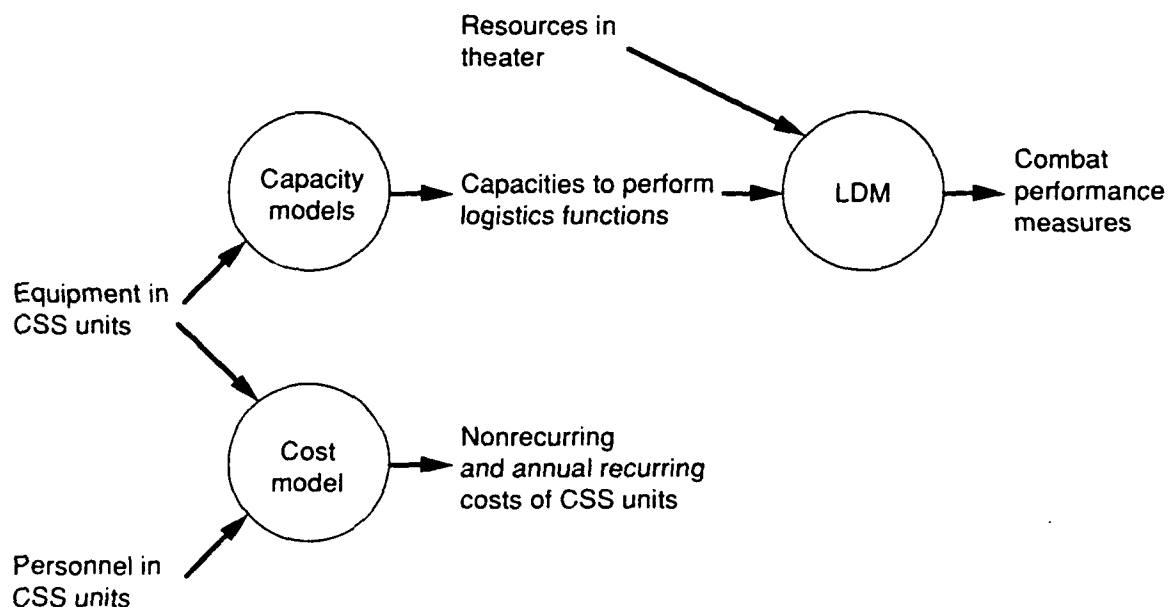 Resources in
theater
Capacity
models
Capacities to perform
logistics functions
LDM
Combat
performance
measures
Equipment in
CSS units
Cost
model
Nonrecurring
and annual recurring
costs of CSS units
Personnel in
CSS units